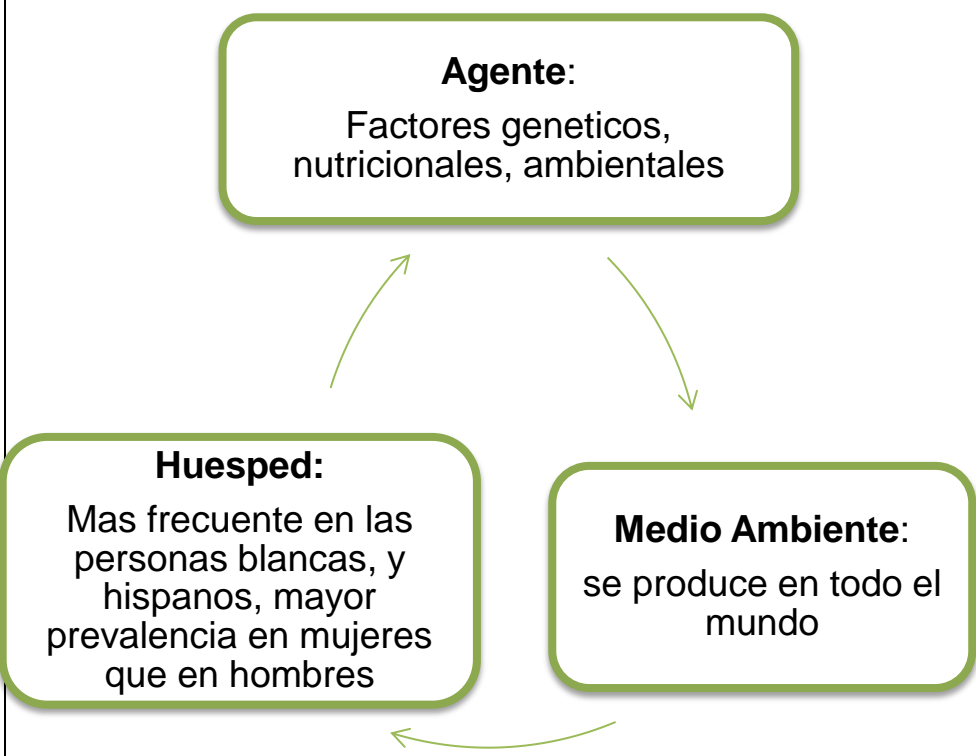 Agente:
Factores geneticos,
nutricionales, ambientales
Huesped:
Mas frecuente en las
personas blancas, y
hispanos, mayor
prevalencia en mujeres
que en hombres
Medio Ambiente:
se produce en todo el
mundo